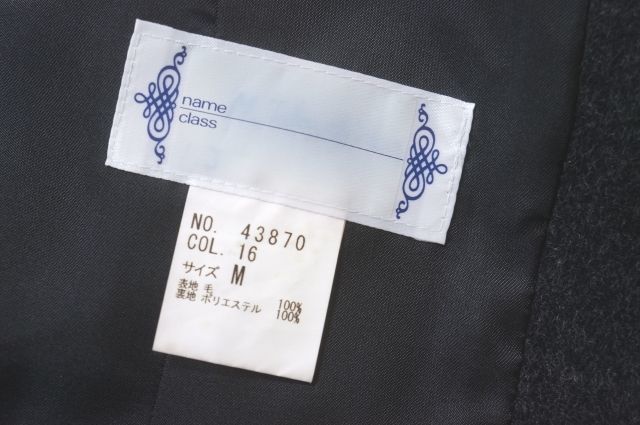 name
class
NO. 43870
COL. 16
サイズ M
表地 毛 100%
裏地 ポリエステル 100%